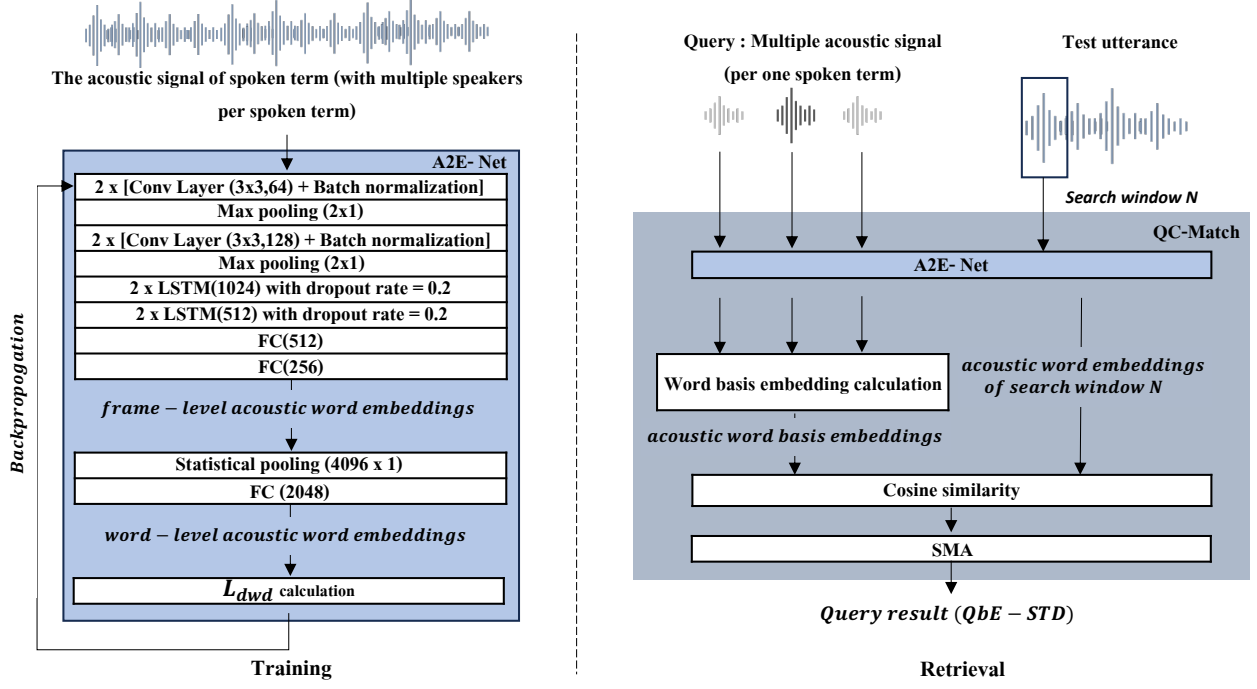 The acoustic signal of spoken term (with multiple speakers
per spoken term)
A2E- Net
2 x [Conv Layer (3x3,64) + Batch normalization]
Max pooling (2x1)
2 x [Conv Layer (3x3,128) + Batch normalization]
Max pooling (2x1)
2 x LSTM(1024) with dropout rate = 0.2
2 x LSTM(512) with dropout rate = 0.2
FC(512)
FC(256)
frame − level acoustic word embeddings
Statistical pooling (4096 x 1)
FC (2048)
word − level acoustic word embeddings
L_dwd calculation
Backpropogation
Training
Query : Multiple acoustic signal
(per one spoken term)
Test utterance
Search window N
QC-Match
A2E- Net
Word basis embedding calculation
acoustic word embeddings
of search window N
acoustic word basis embeddings
Cosine similarity
SMA
Query result (QbE − STD)
Retrieval